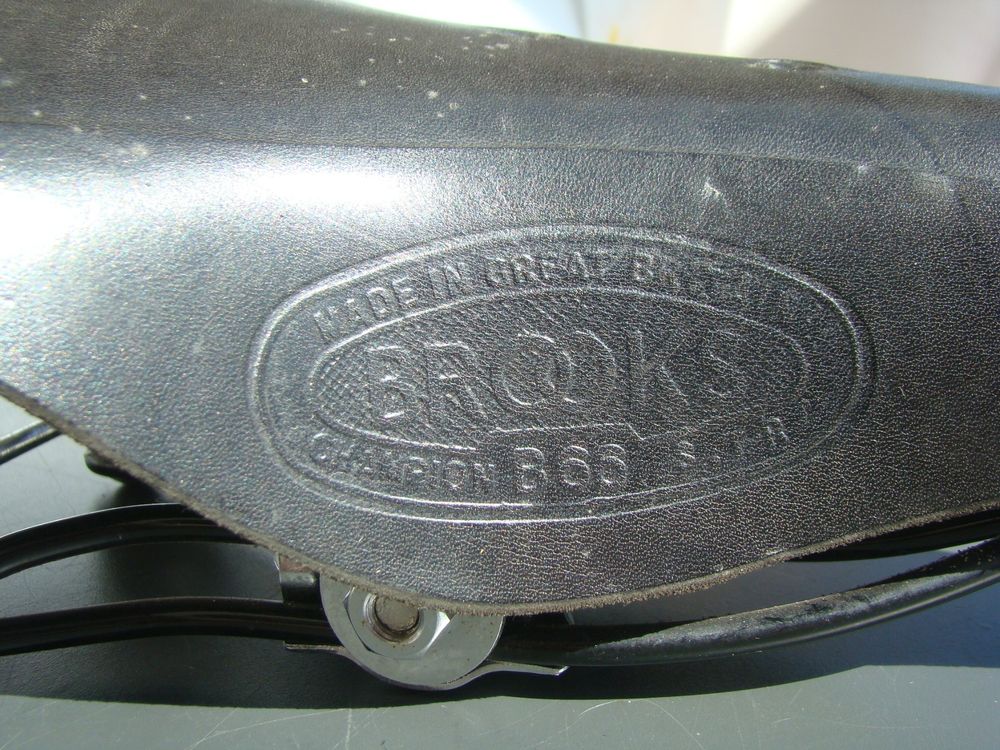 MADE IN GREAT BRITAIN
BROOKS
CHAMPION B66